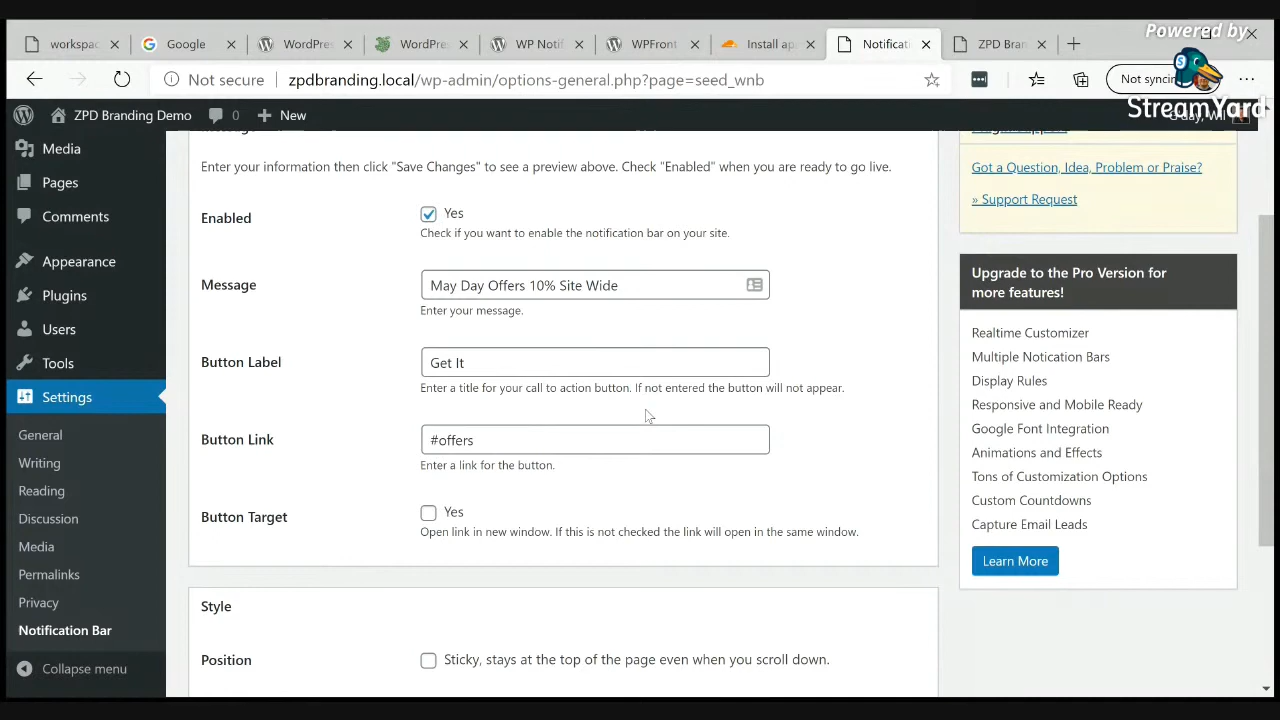 Powered by
StreamYard
workspac
Google
WordPre
WordPre
WP Notif
WPFront
Install ap
Notificati
ZPD Bran
Not secure
zpdbranding.local/wp-admin/options-general.php?page=seed_wnb
Not syncin
ZPD Branding Demo
0
New
Media
Pages
Comments
Appearance
Plugins
Users
Tools
Settings
General
Writing
Reading
Discussion
Media
Permalinks
Privacy
Notification Bar
Collapse menu
Enter your information then click "Save Changes" to see a preview above. Check "Enabled" when you are ready to go live.
Enabled
Yes
Check if you want to enable the notification bar on your site.
Message
May Day Offers 10% Site Wide
Enter your message.
Button Label
Get It
Enter a title for your call to action button. If not entered the button will not appear.
Button Link
#offers
Enter a link for the button.
Button Target
Yes
Open link in new window. If this is not checked the link will open in the same window.
Style
Position
Sticky, stays at the top of the page even when you scroll down.
Got a Question, Idea, Problem or Praise?
» Support Request
Upgrade to the Pro Version for
more features!
Realtime Customizer
Multiple Notication Bars
Display Rules
Responsive and Mobile Ready
Google Font Integration
Animations and Effects
Tons of Customization Options
Custom Countdowns
Capture Email Leads
Learn More